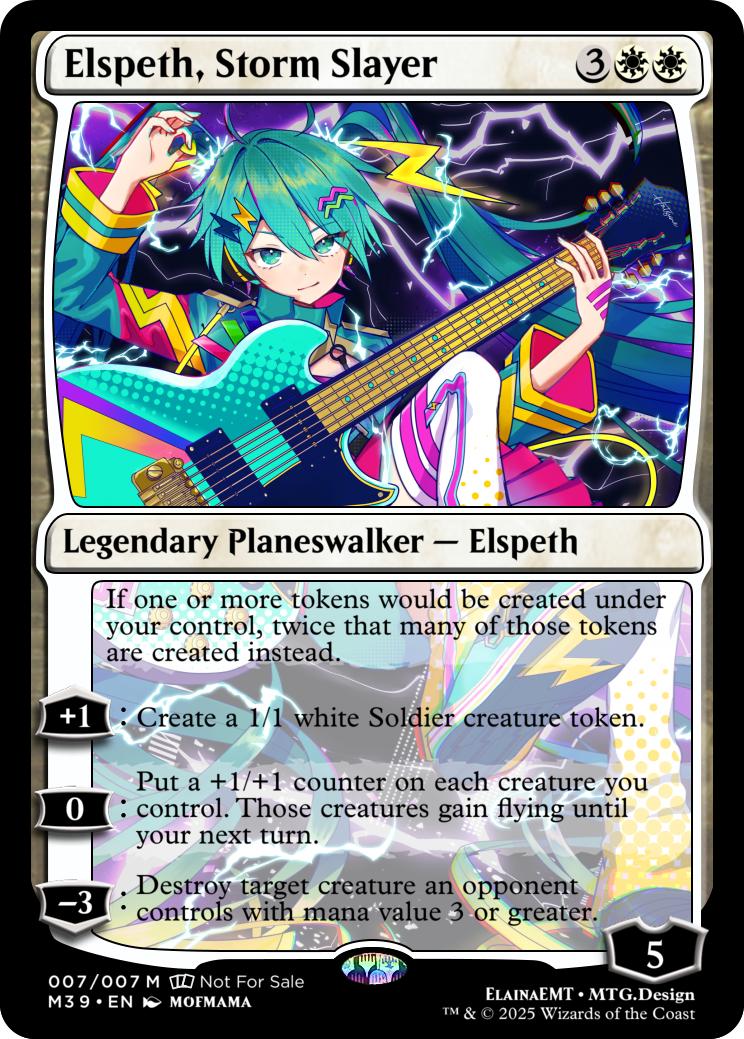 Elspeth, Storm Slayer 3
Legendary Planeswalker — Elspeth
If one or more tokens would be created under
your control, twice that many of those tokens
are created instead.
+1 : Create a 1/1 white Soldier creature token.
Put a +1/+1 counter on each creature you
0 : control. Those creatures gain flying until
your next turn.
−3 : Destroy target creature an opponent
controls with mana value 3 or greater.
5
007/007 M Not For Sale
M39 • EN MOFMAMA
ElainaEMT • MTG.Design
™ & © 2025 Wizards of the Coast